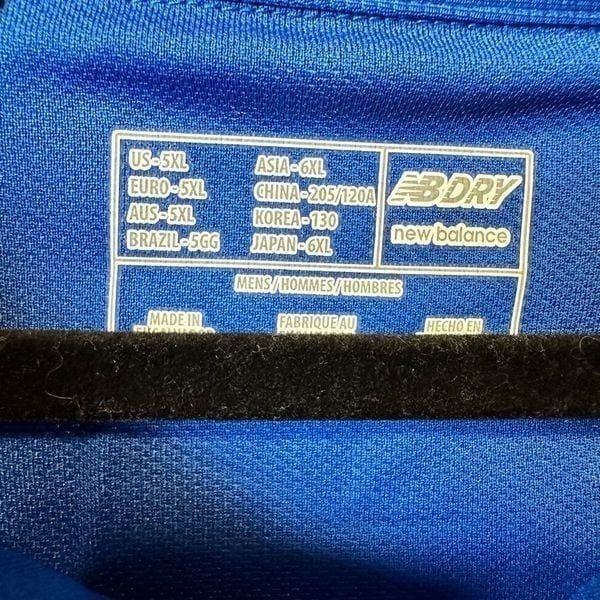 US - 5XL
EURO - 5XL
AUS - 5XL
BRAZIL - 5GG
ASIA - 6XL
CHINA - 205/120A
KOREA - 130
JAPAN - 6XL
NB DRY
new balance
MENS / HOMMES / HOMBRES
MADE IN
FABRIQUE AU
HECHO EN